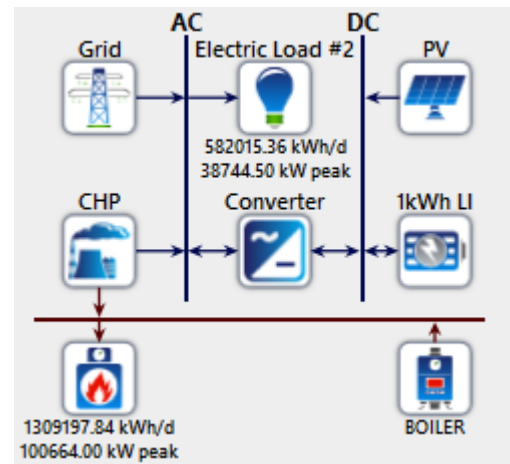 AC
DC
Grid
Electric Load #2
PV
582015.36 kWh/d
38744.50 kW peak
CHP
Converter
1kWh LI
1309197.84 kWh/d
100664.00 kW peak
BOILER